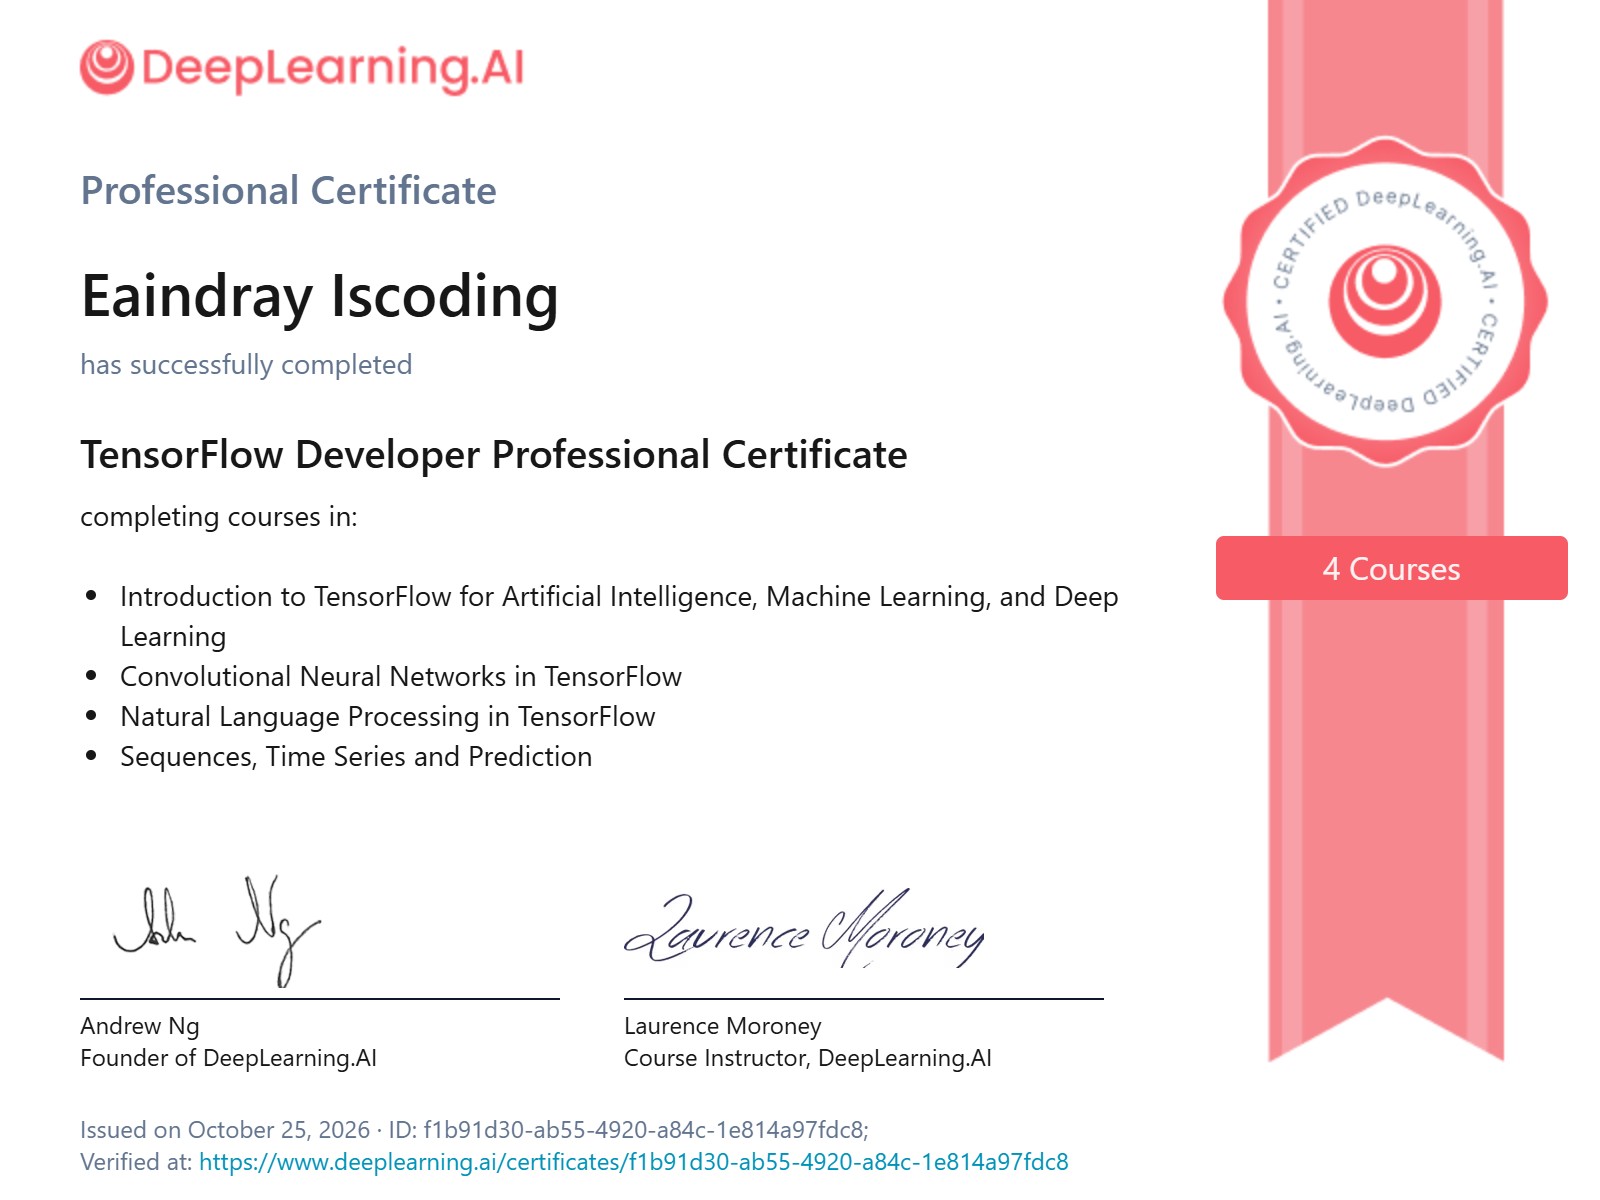 DeepLearning.AI
Professional Certificate
Eaindray Iscoding
has successfully completed
TensorFlow Developer Professional Certificate
completing courses in:
• Introduction to TensorFlow for Artificial Intelligence, Machine Learning, and Deep
Learning
• Convolutional Neural Networks in TensorFlow
• Natural Language Processing in TensorFlow
• Sequences, Time Series and Prediction
CERTIFIED DeepLearning.AI • CERTIFIED DeepLearning.AI •
4 Courses
Laurence Moroney
Andrew Ng
Founder of DeepLearning.AI
Laurence Moroney
Course Instructor, DeepLearning.AI
Issued on October 25, 2026 · ID: f1b91d30-ab55-4920-a84c-1e814a97fdc8;
Verified at: https://www.deeplearning.ai/certificates/f1b91d30-ab55-4920-a84c-1e814a97fdc8